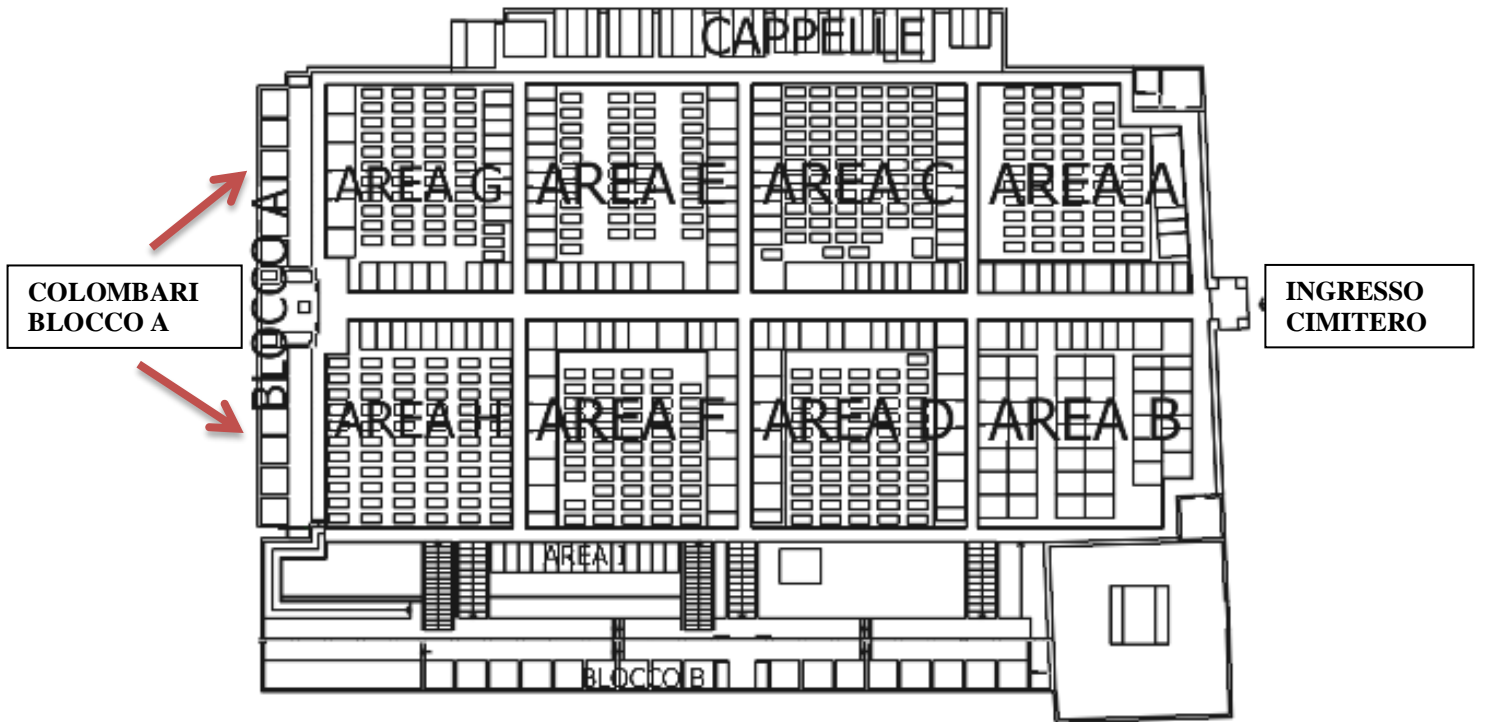 CAPPELLE
AREA G
AREA E
AREA C
AREA A
BLOCCO A
COLOMBARI
BLOCCO A
INGRESSO
CIMITERO
AREA H
AREA F
AREA D
AREA B
AREA I
BLOCCO B